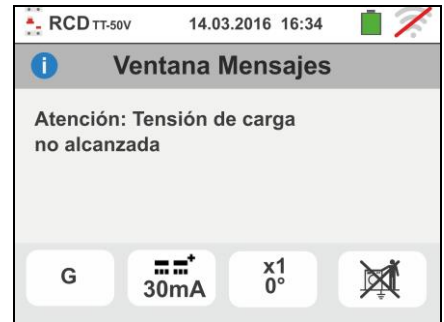 RCD TT-50V 14.03.2016 16:34
i Ventana Mensajes
Atención: Tensión de carga
no alcanzada
G
30mA
x1
0°